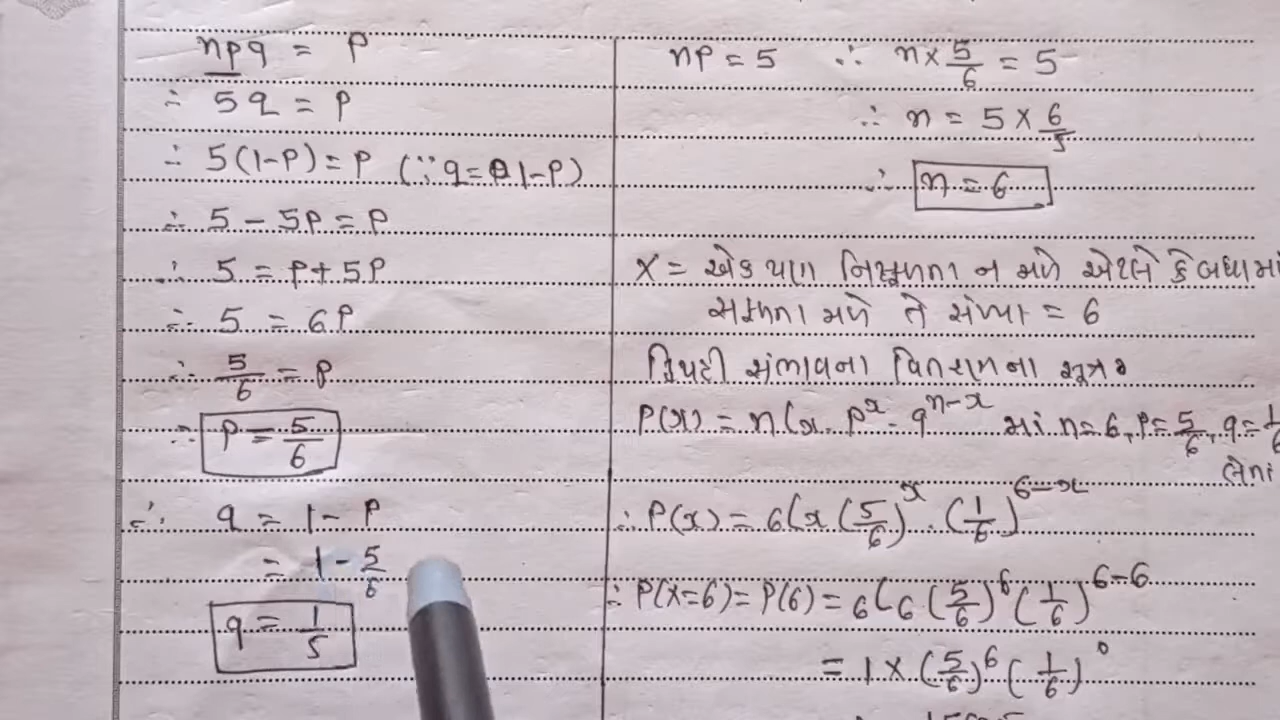 npq = P
∴ 5q = P
∴ 5(1-P) = P (∵ q = 1-P)
∴ 5 - 5P = P
∴ 5 = P + 5P
∴ 5 = 6P
∴ 5/6 = P
∴ P = 5/6
∴ q = 1 - P
= 1 - 5/6
q = 1/5
nP = 5 ∴ n × 5/6 = 5
∴ n = 5 × 6/5
∴ n = 6
X = એક પણ નિષ્ફળતા ન મળે એટલે કે બધામાં
સફળતા મળે તે સંખ્યા = 6
દ્વિપદી સંભાવના વિતરણના સૂત્ર
P(x) = nCx · P^x · q^(n-x) માં n = 6, P = 5/6, q = 1/6
લેતાં
∴ P(x) = 6Cx (5/6)^x · (1/6)^(6-x)
∴ P(X=6) = P(6) = 6C6 (5/6)^6 (1/6)^(6-6)
= 1 × (5/6)^6 (1/6)^0